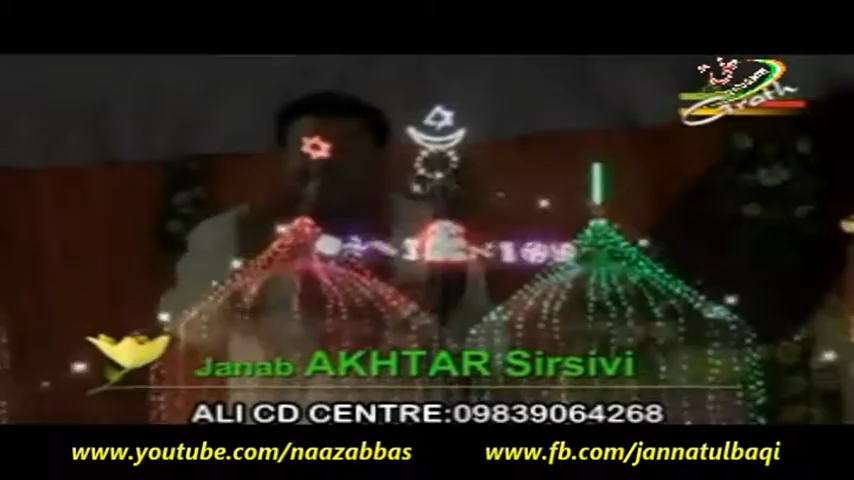 Janab AKHTAR Sirsivi
ALI CD CENTRE:09839064268
www.youtube.com/naazabbas
www.fb.com/jannatulbaqi